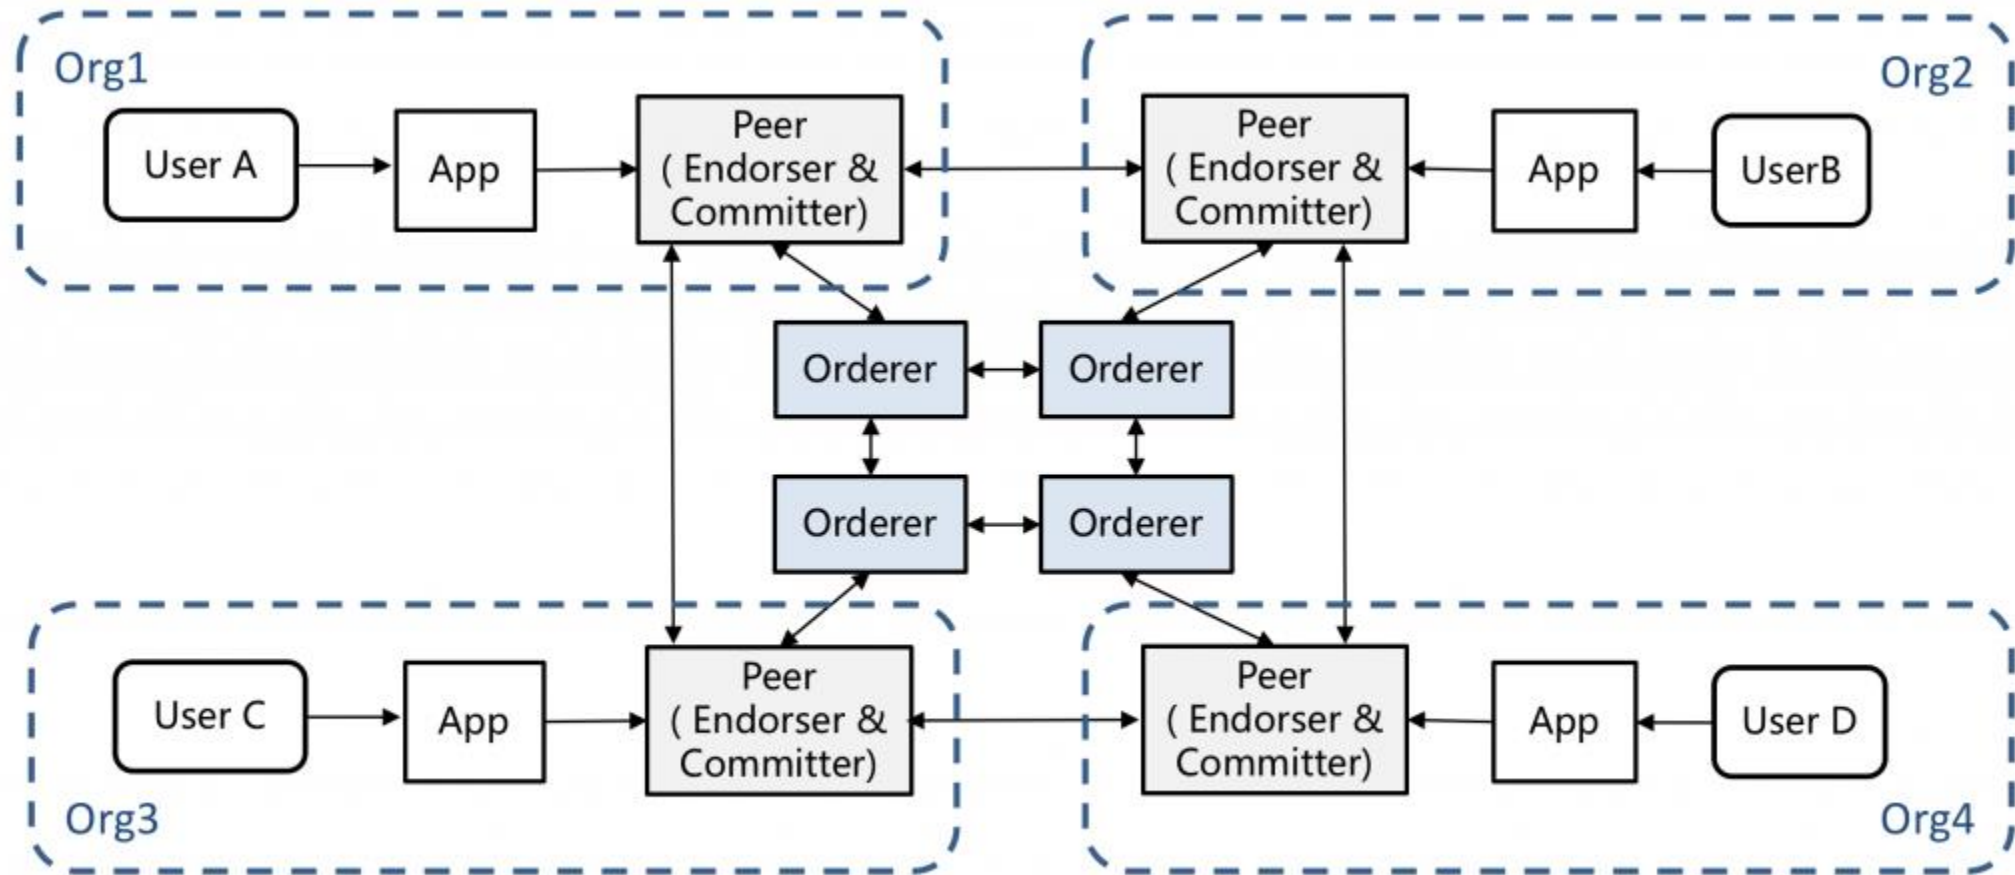 Org1
Org2
User A
App
Peer
( Endorser &
Committer)
Peer
( Endorser &
Committer)
App
UserB
Orderer
Orderer
Orderer
Orderer
User C
App
Peer
( Endorser &
Committer)
Peer
( Endorser &
Committer)
App
User D
Org3
Org4